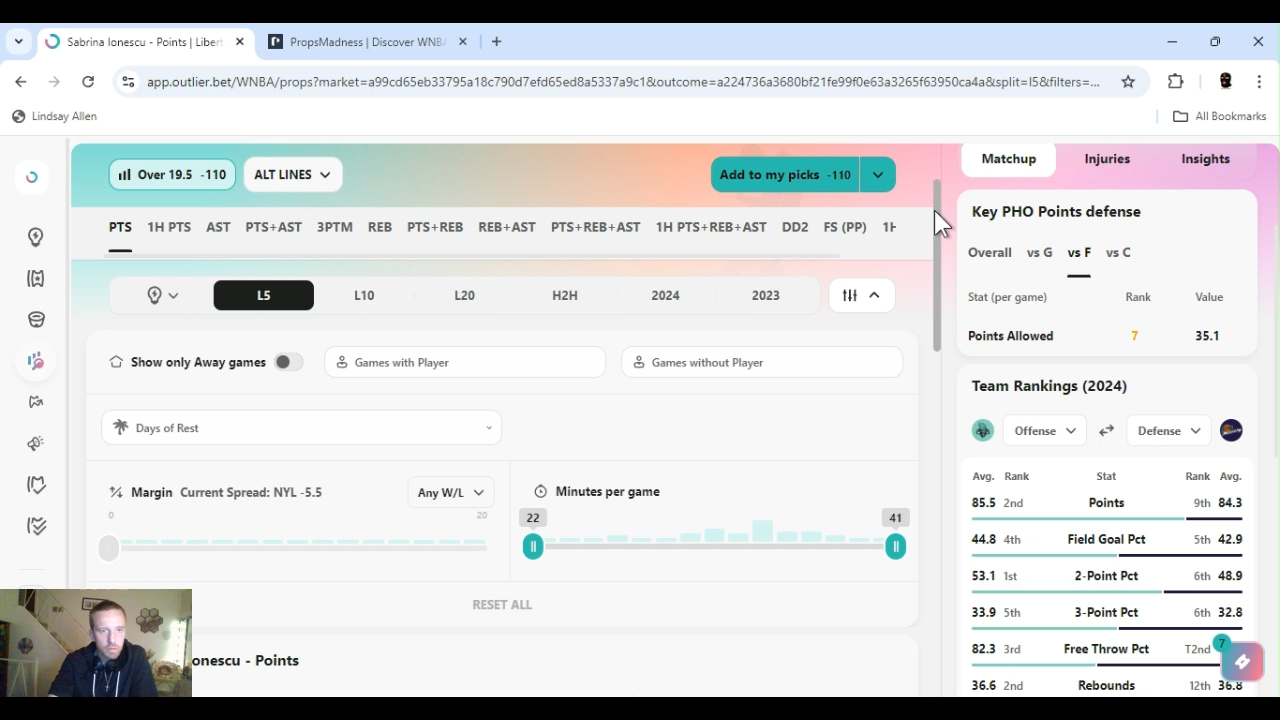 Sabrina Ionescu - Points | Libert
PropsMadness | Discover WNBA
app.outlier.bet/WNBA/props?market=a99cd65eb33795a18c790d7efd65ed8a5337a9c1&outcome=a224736a3680bf21fe99f0e63a3265f63950ca4a&split=l5&filters=...
Lindsay Allen
All Bookmarks
Over 19.5 -110
ALT LINES
Add to my picks -110
PTS 1H PTS AST PTS+AST 3PTM REB PTS+REB REB+AST PTS+REB+AST 1H PTS+REB+AST DD2 FS (PP) 1H
L5 L10 L20 H2H 2024 2023
Show only Away games
Games with Player
Games without Player
Days of Rest
Margin Current Spread: NYL -5.5
Any W/L
0 20
Minutes per game
22 41
RESET ALL
onescu - Points
Matchup Injuries Insights
Key PHO Points defense
Overall vs G vs F vs C
Stat (per game) Rank Value
Points Allowed 7 35.1
Team Rankings (2024)
Offense Defense
Avg. Rank Stat Rank Avg.
85.5 2nd Points 9th 84.3
44.8 4th Field Goal Pct 5th 42.9
53.1 1st 2-Point Pct 6th 48.9
33.9 5th 3-Point Pct 6th 32.8
82.3 3rd Free Throw Pct T2nd
7
36.6 2nd Rebounds 12th 36.8